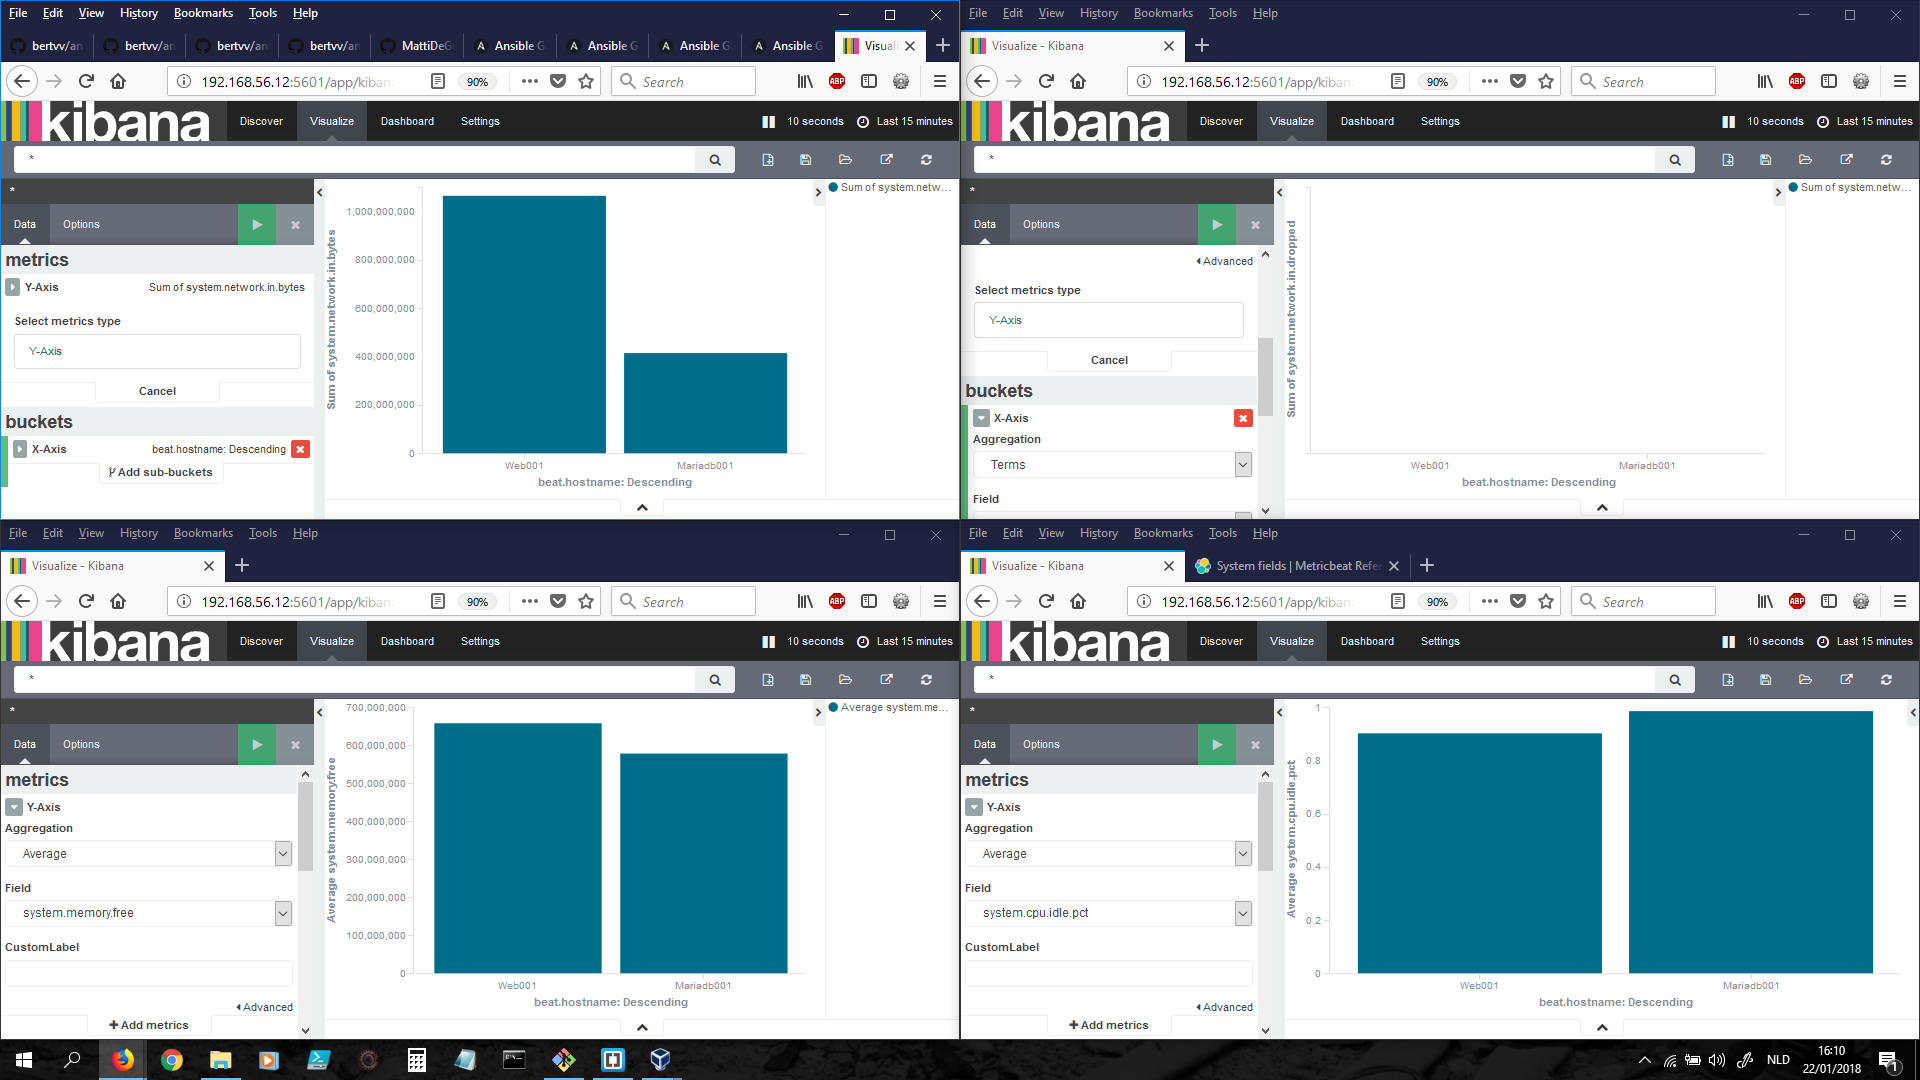 File Edit View History Bookmarks Tools Help
bertvv/an bertvv/an bertvv/an bertvv/an MattiDeG Ansible G Ansible G Ansible G Ansible G Visuali
192.168.56.12:5601/app/kibana 90% Search
kibana Discover Visualize Dashboard Settings 10 seconds Last 15 minutes
*
*
Data Options
metrics
Y-Axis Sum of system.network.in.bytes
Select metrics type
Y-Axis
Cancel
buckets
X-Axis beat.hostname: Descending
Add sub-buckets
Sum of system.netw...
Sum of system.network.in.bytes
1,000,000,000
800,000,000
600,000,000
400,000,000
200,000,000
0
Web001 Mariadb001
beat.hostname: Descending
File Edit View History Bookmarks Tools Help
Visualize - Kibana
192.168.56.12:5601/app/kibana 90% Search
kibana Discover Visualize Dashboard Settings 10 seconds Last 15 minutes
*
*
Data Options
Advanced
Select metrics type
Y-Axis
Cancel
buckets
X-Axis
Aggregation
Terms
Field
Sum of system.netw...
Sum of system.network.in.dropped
Web001 Mariadb001
beat.hostname: Descending
File Edit View History Bookmarks Tools Help
Visualize - Kibana
192.168.56.12:5601/app/kibana 90% Search
kibana Discover Visualize Dashboard Settings 10 seconds Last 15 minutes
*
*
Data Options
metrics
Y-Axis
Aggregation
Average
Field
system.memory.free
CustomLabel
Advanced
Add metrics
Average system.me...
Average system.memory.free
700,000,000
600,000,000
500,000,000
400,000,000
300,000,000
200,000,000
100,000,000
0
Web001 Mariadb001
beat.hostname: Descending
File Edit View History Bookmarks Tools Help
Visualize - Kibana System fields | Metricbeat Refer
192.168.56.12:5601/app/kibana 90% Search
kibana Discover Visualize Dashboard Settings 10 seconds Last 15 minutes
*
*
Data Options
metrics
Y-Axis
Aggregation
Average
Field
system.cpu.idle.pct
CustomLabel
Advanced
Add metrics
Average system.cpu.idle.pct
1
0.8
0.6
0.4
0.2
0
Web001 Mariadb001
beat.hostname: Descending
NLD 16:10
22/01/2018
1